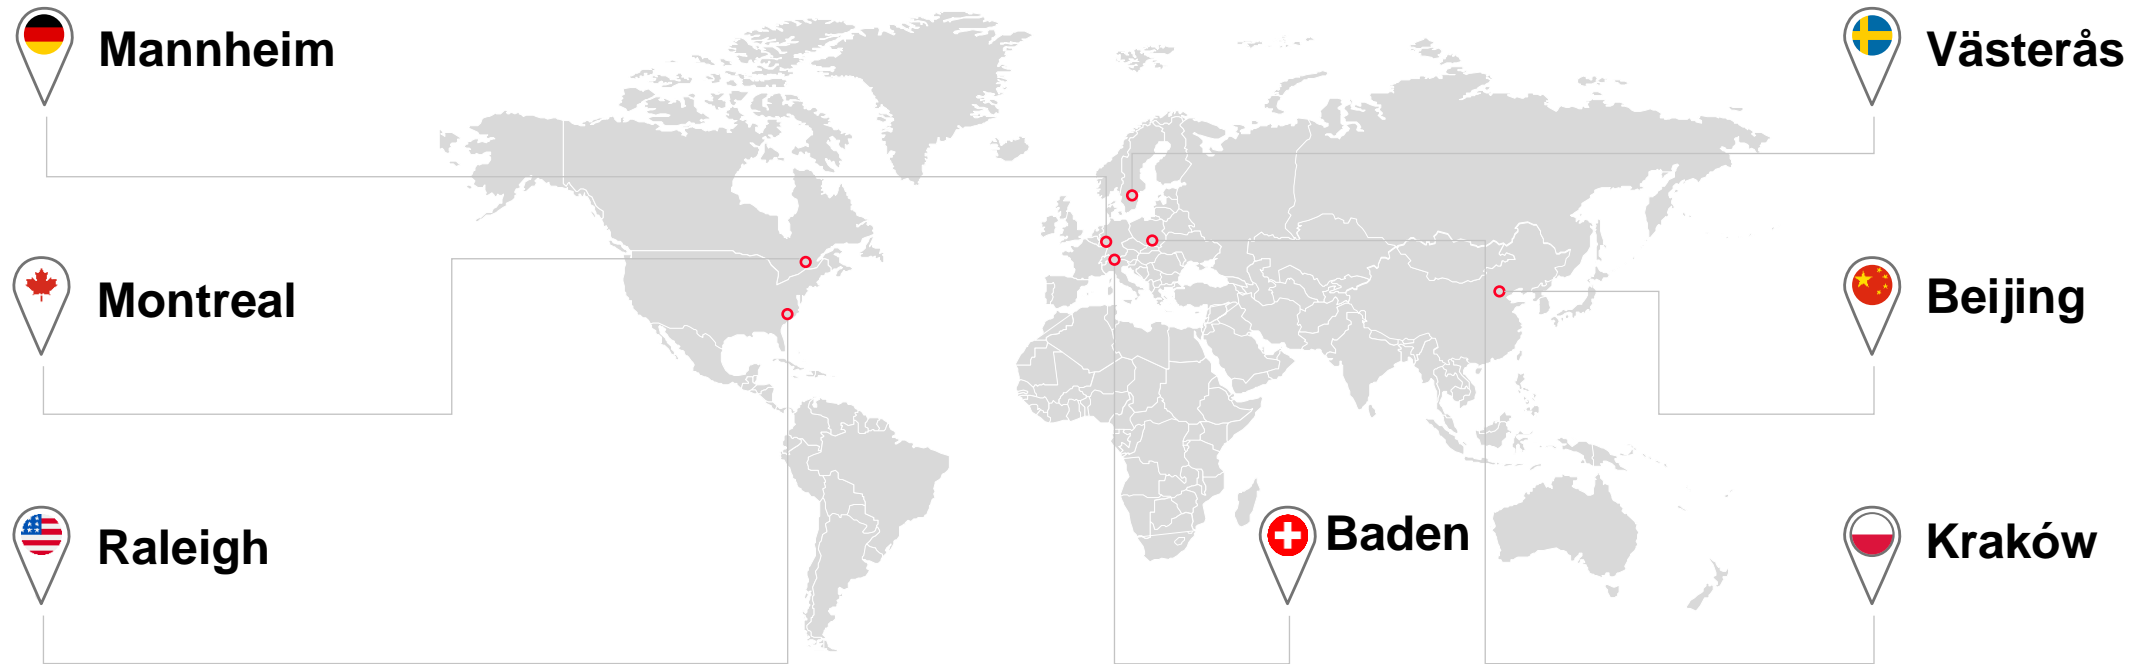 Mannheim
Västerås
Montreal
Beijing
Raleigh
Baden
Kraków